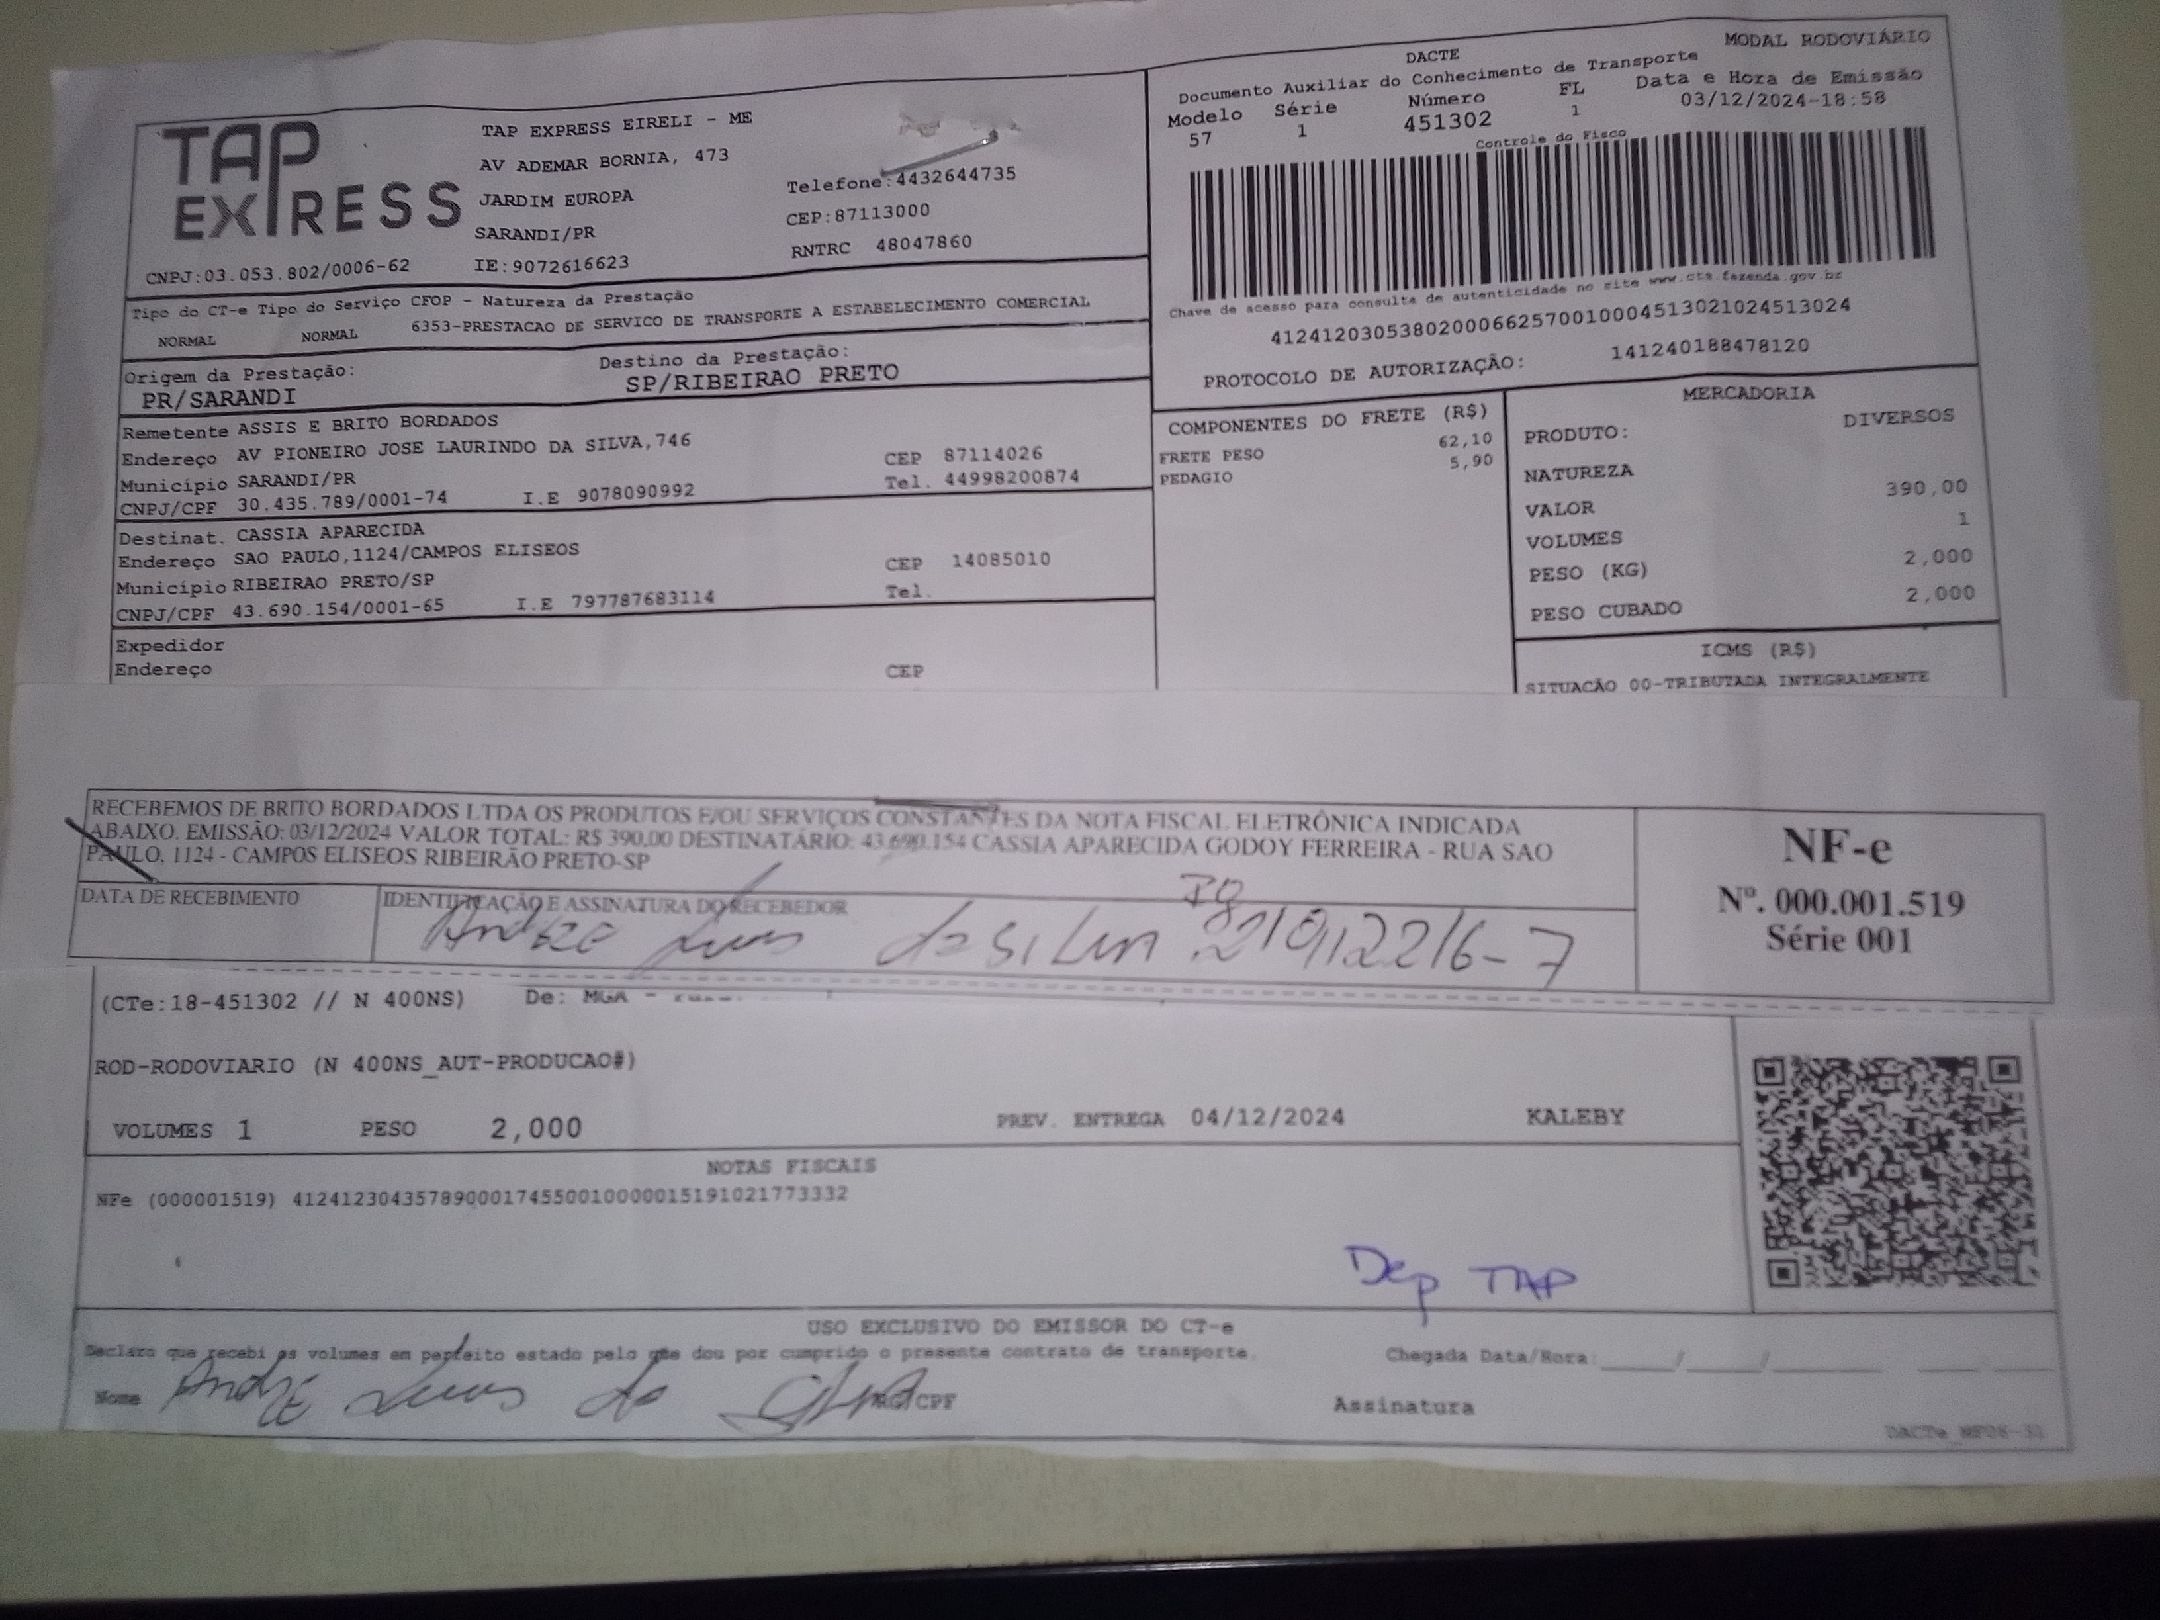 TAP EXPRESS
TAP EXPRESS EIRELI - ME
AV ADEMAR BORNIA, 473
JARDIM EUROPA
SARANDI/PR
Telefone:4432644735
CEP:87113000
RNTRC 48047860
CNPJ:03.053.802/0006-62 IE:9072616623
DACTE MODAL RODOVIÁRIO
Documento Auxiliar do Conhecimento de Transporte
Modelo Série Número FL Data e Hora de Emissão
57 1 451302 1 03/12/2024-18:58
Controle do Fisco
Chave de acesso para consulta de autenticidade no site www.cte.fazenda.gov.br
41241203053802000662570010004513021024513024
PROTOCOLO DE AUTORIZAÇÃO: 141240188478120
Tipo do CT-e Tipo do Serviço CFOP - Natureza da Prestação
NORMAL NORMAL 6353-PRESTACAO DE SERVICO DE TRANSPORTE A ESTABELECIMENTO COMERCIAL
Origem da Prestação: Destino da Prestação:
PR/SARANDI SP/RIBEIRAO PRETO
Remetente ASSIS E BRITO BORDADOS
Endereço AV PIONEIRO JOSE LAURINDO DA SILVA,746 CEP 87114026
Município SARANDI/PR Tel. 44998200874
CNPJ/CPF 30.435.789/0001-74 I.E 9078090992
Destinat. CASSIA APARECIDA
Endereço SAO PAULO,1124/CAMPOS ELISEOS CEP 14085010
Município RIBEIRAO PRETO/SP Tel.
CNPJ/CPF 43.690.154/0001-65 I.E 797787683114
Expedidor
Endereço CEP
COMPONENTES DO FRETE (R$)
FRETE PESO 62,10
PEDAGIO 5,90
MERCADORIA
PRODUTO: DIVERSOS
NATUREZA
VALOR 390,00
VOLUMES 1
PESO (KG) 2,000
PESO CUBADO 2,000
ICMS (R$)
SITUACÃO 00-TRIBUTADA INTEGRALMENTE
RECEBEMOS DE BRITO BORDADOS LTDA OS PRODUTOS E/OU SERVIÇOS CONSTANTES DA NOTA FISCAL ELETRÔNICA INDICADA
ABAIXO. EMISSÃO: 03/12/2024 VALOR TOTAL: R$ 390,00 DESTINATÁRIO: 43.690.154 CASSIA APARECIDA GODOY FERREIRA - RUA SAO
PAULO, 1124 - CAMPOS ELISEOS RIBEIRÃO PRETO-SP
DATA DE RECEBIMENTO IDENTIFICAÇÃO E ASSINATURA DO RECEBEDOR
Andre Luis da silva 21912216-7
NF-e
Nº. 000.001.519
Série 001
(CTe:18-451302 // N 400NS) De: MGA -
ROD-RODOVIARIO (N 400NS_AUT-PRODUCAO#)
VOLUMES 1 PESO 2,000 PREV. ENTREGA 04/12/2024 KALEBY
NOTAS FISCAIS
NFe (000001519) 41241230435789000174550010000015191021773332
Dep TAP
USO EXCLUSIVO DO EMISSOR DO CT-e
Declaro que recebi os volumes em perfeito estado pelo que dou por cumprido o presente contrato de transporte. Chegada Data/Hora:
Nome Andre Luis da Silva RG/CPF Assinatura